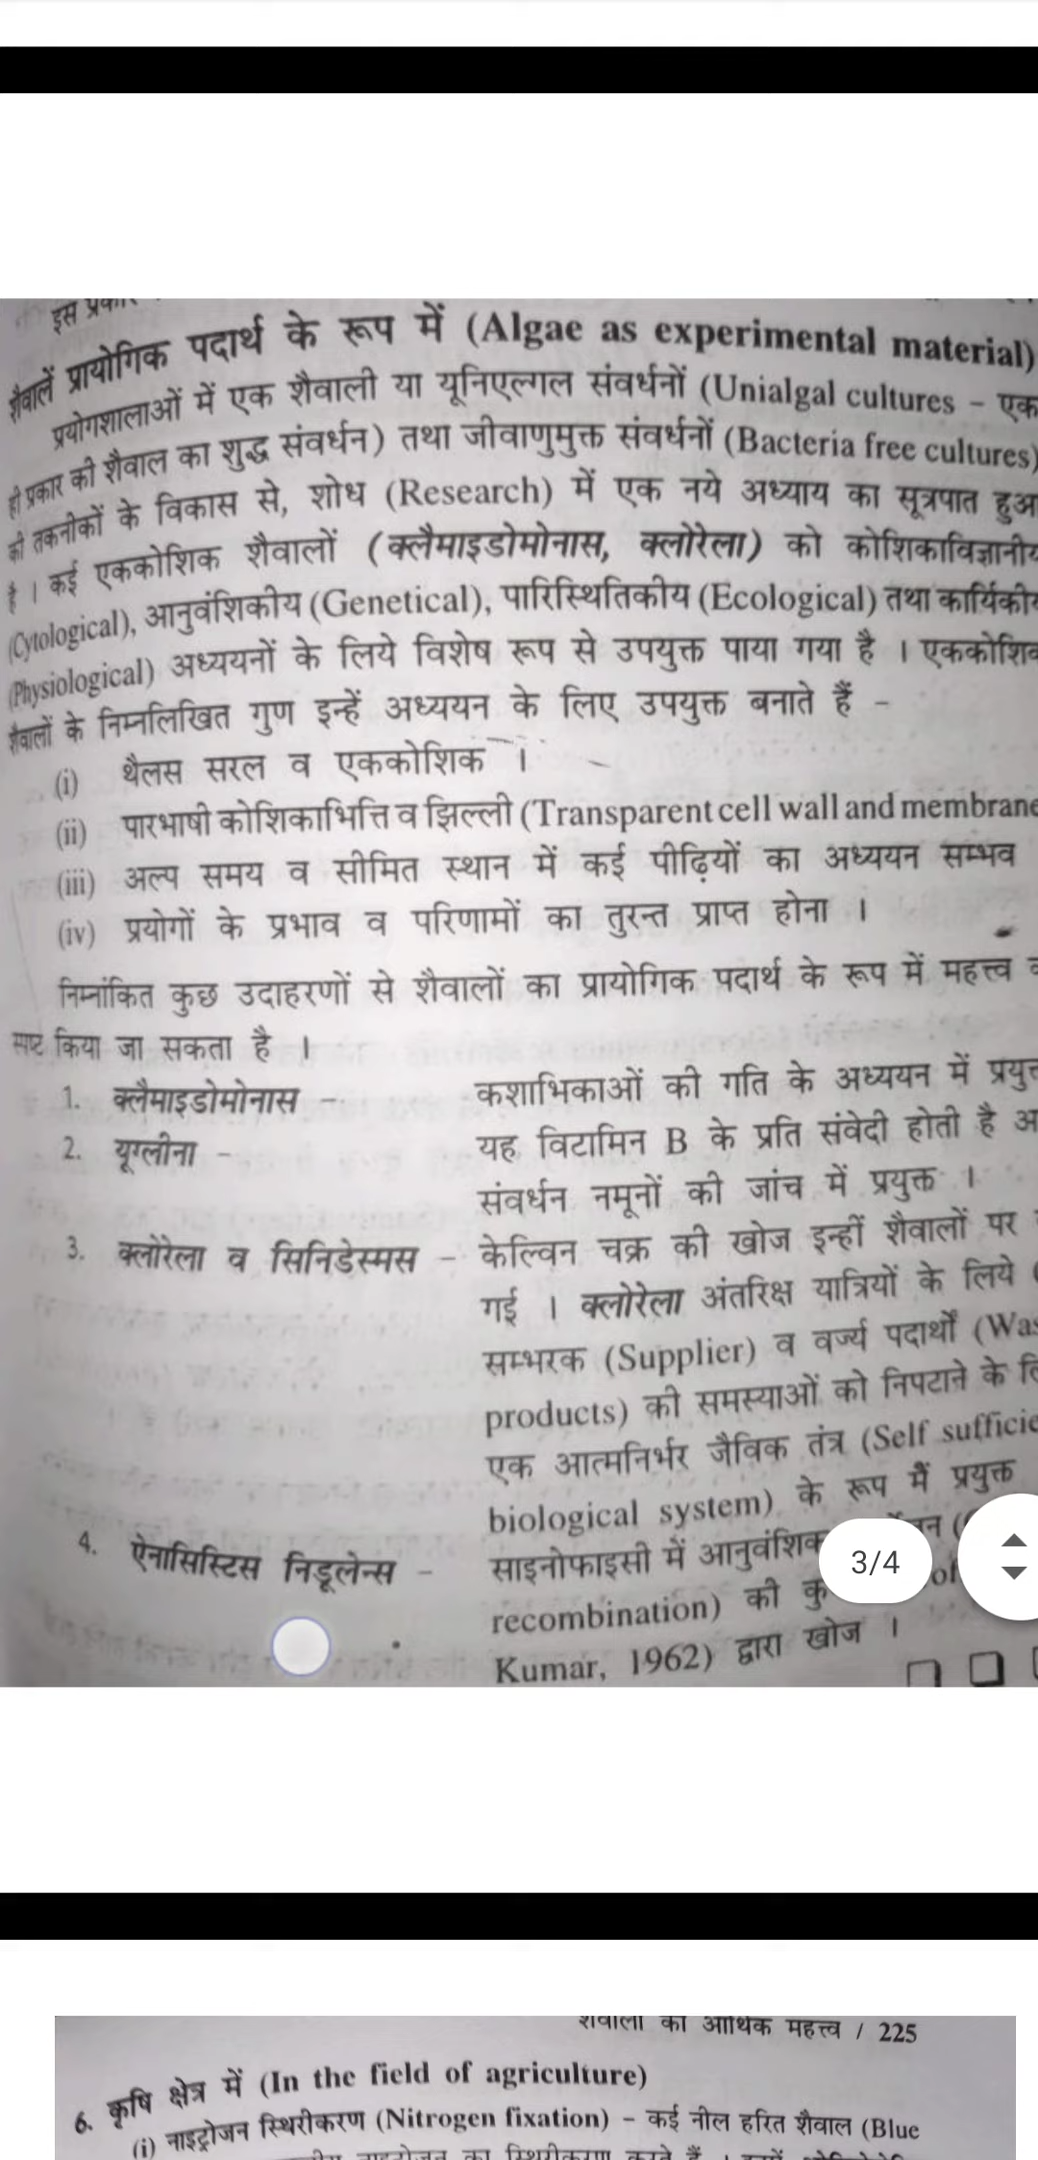 इस प्रकार
शैवालें प्रायोगिक पदार्थ के रूप में (Algae as experimental material)
प्रयोगशालाओं में एक शैवाली या यूनिएल्गल संवर्धनों (Unialgal cultures – एक
ही प्रकार की शैवाल का शुद्ध संवर्धन) तथा जीवाणुमुक्त संवर्धनों (Bacteria free cultures)
की तकनीकों के विकास से, शोध (Research) में एक नये अध्याय का सूत्रपात हुआ
है । कई एककोशिक शैवालों (क्लैमाइडोमोनास, क्लोरेला) को कोशिकाविज्ञानीय
(Cytological), आनुवंशिकीय (Genetical), पारिस्थितिकीय (Ecological) तथा कार्यिकीय
(Physiological) अध्ययनों के लिये विशेष रूप से उपयुक्त पाया गया है । एककोशिक
शैवालों के निम्नलिखित गुण इन्हें अध्ययन के लिए उपयुक्त बनाते हैं –
(i) थैलस सरल व एककोशिक ।
(ii) पारभाषी कोशिकाभित्ति व झिल्ली (Transparent cell wall and membrane
(iii) अल्प समय व सीमित स्थान में कई पीढ़ियों का अध्ययन सम्भव
(iv) प्रयोगों के प्रभाव व परिणामों का तुरन्त प्राप्त होना ।
निम्नांकित कुछ उदाहरणों से शैवालों का प्रायोगिक पदार्थ के रूप में महत्त्व
स्पष्ट किया जा सकता है ।
1. क्लैमाइडोमोनास – कशाभिकाओं की गति के अध्ययन में प्रयुक्त
2. यूग्लीना – यह विटामिन B के प्रति संवेदी होती है
संवर्धन नमूनों की जांच में प्रयुक्त ।
3. क्लोरेला व सिनिडेस्मस – केल्विन चक्र की खोज इन्हीं शैवालों पर
गई । क्लोरेला अंतरिक्ष यात्रियों के लिये
सम्भरक (Supplier) व वर्ज्य पदार्थों (Was
products) की समस्याओं को निपटाने के
एक आत्मनिर्भर जैविक तंत्र (Self sufficie
biological system) के रूप में प्रयुक्त
4. ऐनासिस्टिस निडूलेन्स – साइनोफाइसी में आनुवंशिक
recombination) की कु of
Kumar, 1962) द्वारा खोज ।
3/4
शैवालों का आर्थिक महत्त्व / 225
6. कृषि क्षेत्र में (In the field of agriculture)
(i) नाइट्रोजन स्थिरीकरण (Nitrogen fixation) – कई नील हरित शैवाल (Blue
नाइट्रोजन का स्थिरीकरण करते हैं ।